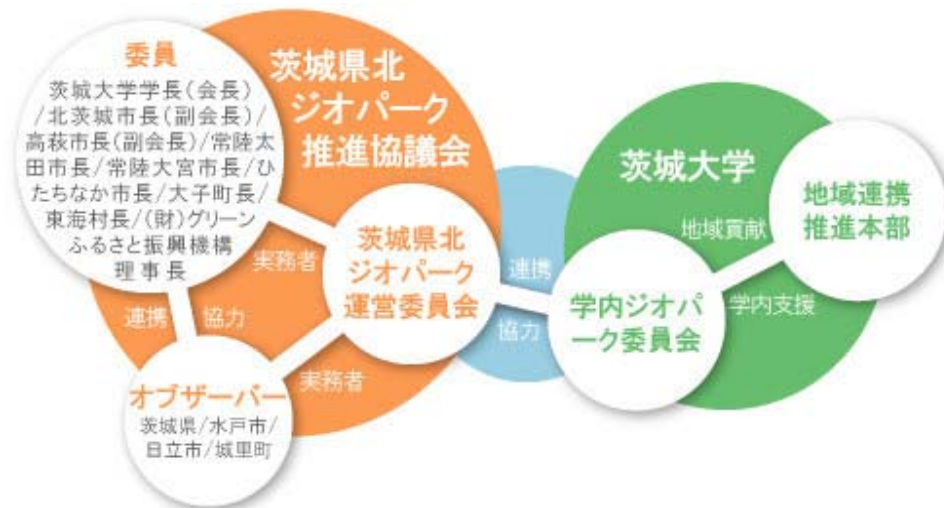 委員
茨城大学学長(会長)
/北茨城市長(副会長)/
高萩市長(副会長)/常陸太
田市長/常陸大宮市長/ひ
たちなか市長/大子町長/
東海村長/(財)グリーン
ふるさと振興機構
理事長
茨城県北
ジオパーク
推進協議会
実務者
連携
協力
茨城県北
ジオパーク
運営委員会
実務者
オブザーバー
茨城県/水戸市/
日立市/城里町
連携
協力
茨城大学
地域貢献
学内支援
学内ジオパ
ーク委員会
地域連携
推進本部